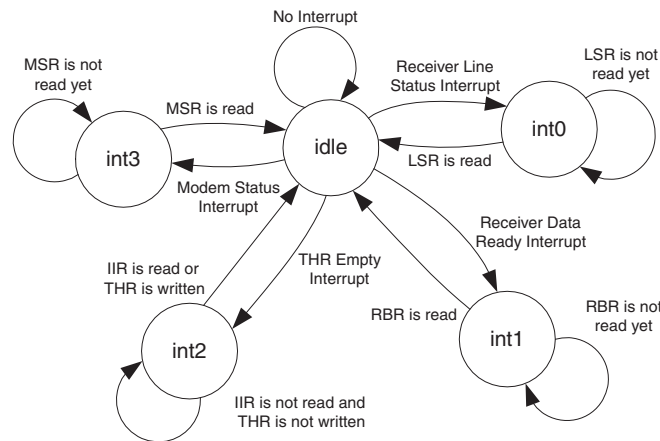 No Interrupt
MSR is not
read yet
MSR is read
Receiver Line
Status Interrupt
LSR is not
read yet
int3
idle
int0
LSR is read
Modem Status
Interrupt
Receiver Data
Ready Interrupt
IIR is read or
THR is written
THR Empty
Interrupt
RBR is read
RBR is not
read yet
int2
int1
IIR is not read and
THR is not written